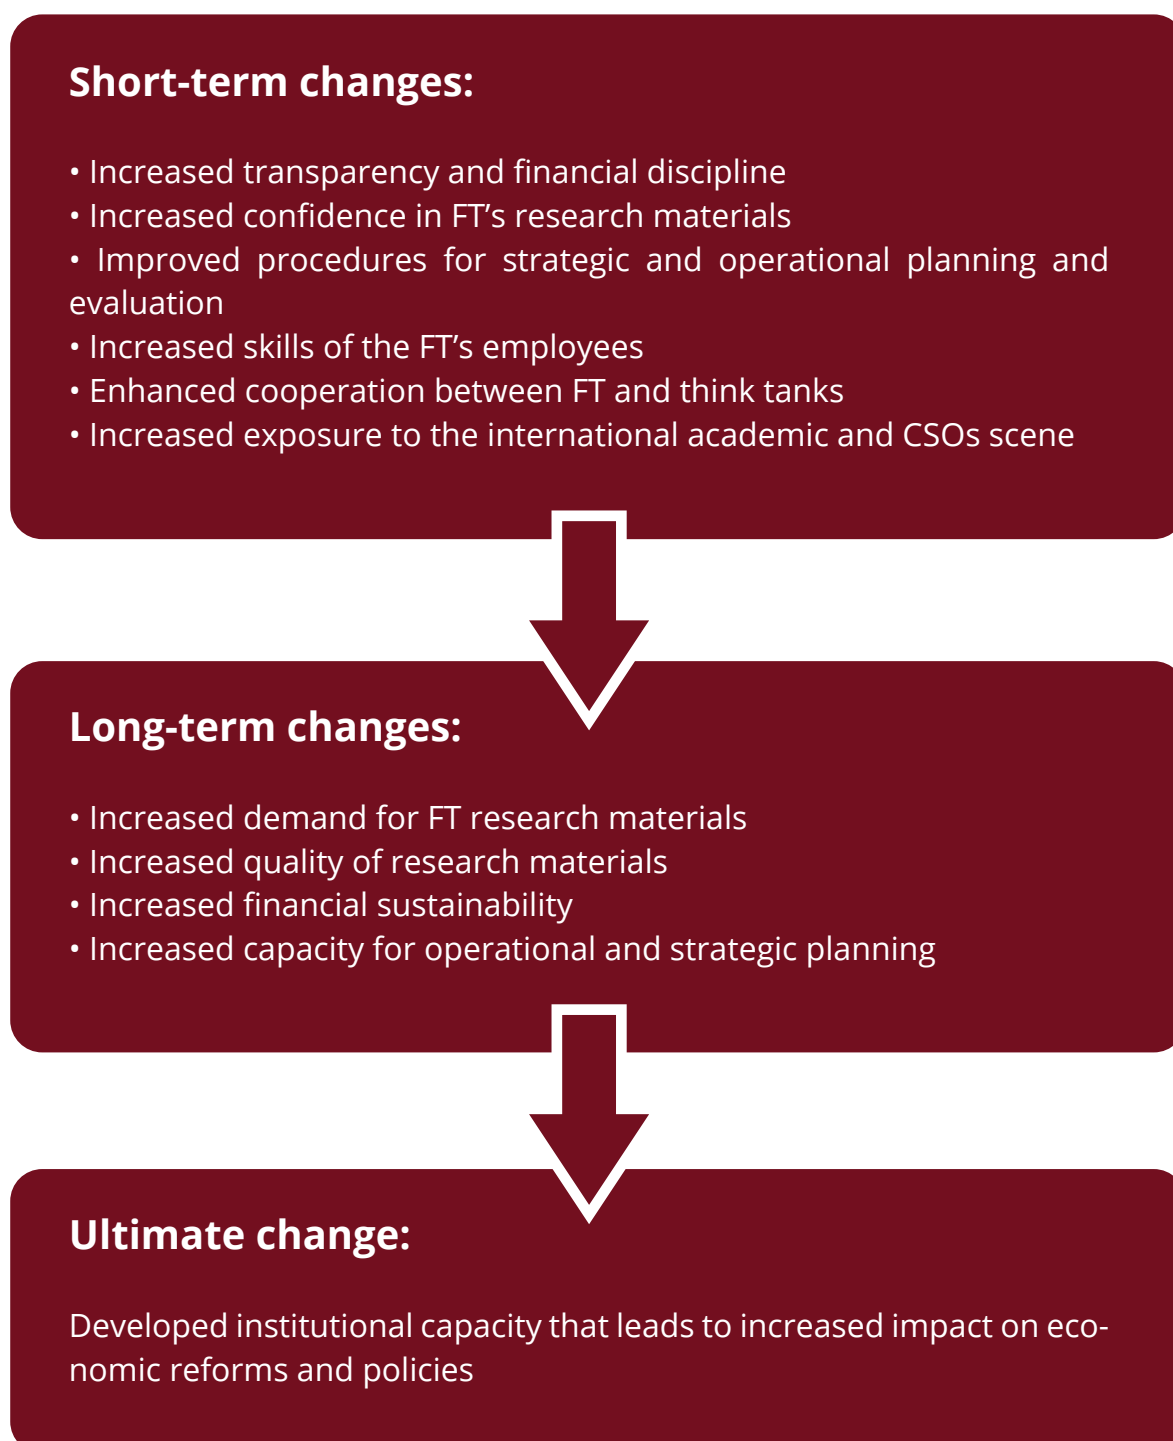 Short-term changes:
• Increased transparency and financial discipline
• Increased confidence in FT’s research materials
• Improved procedures for strategic and operational planning and
evaluation
• Increased skills of the FT’s employees
• Enhanced cooperation between FT and think tanks
• Increased exposure to the international academic and CSOs scene
Long-term changes:
• Increased demand for FT research materials
• Increased quality of research materials
• Increased financial sustainability
• Increased capacity for operational and strategic planning
Ultimate change:
Developed institutional capacity that leads to increased impact on eco-
nomic reforms and policies